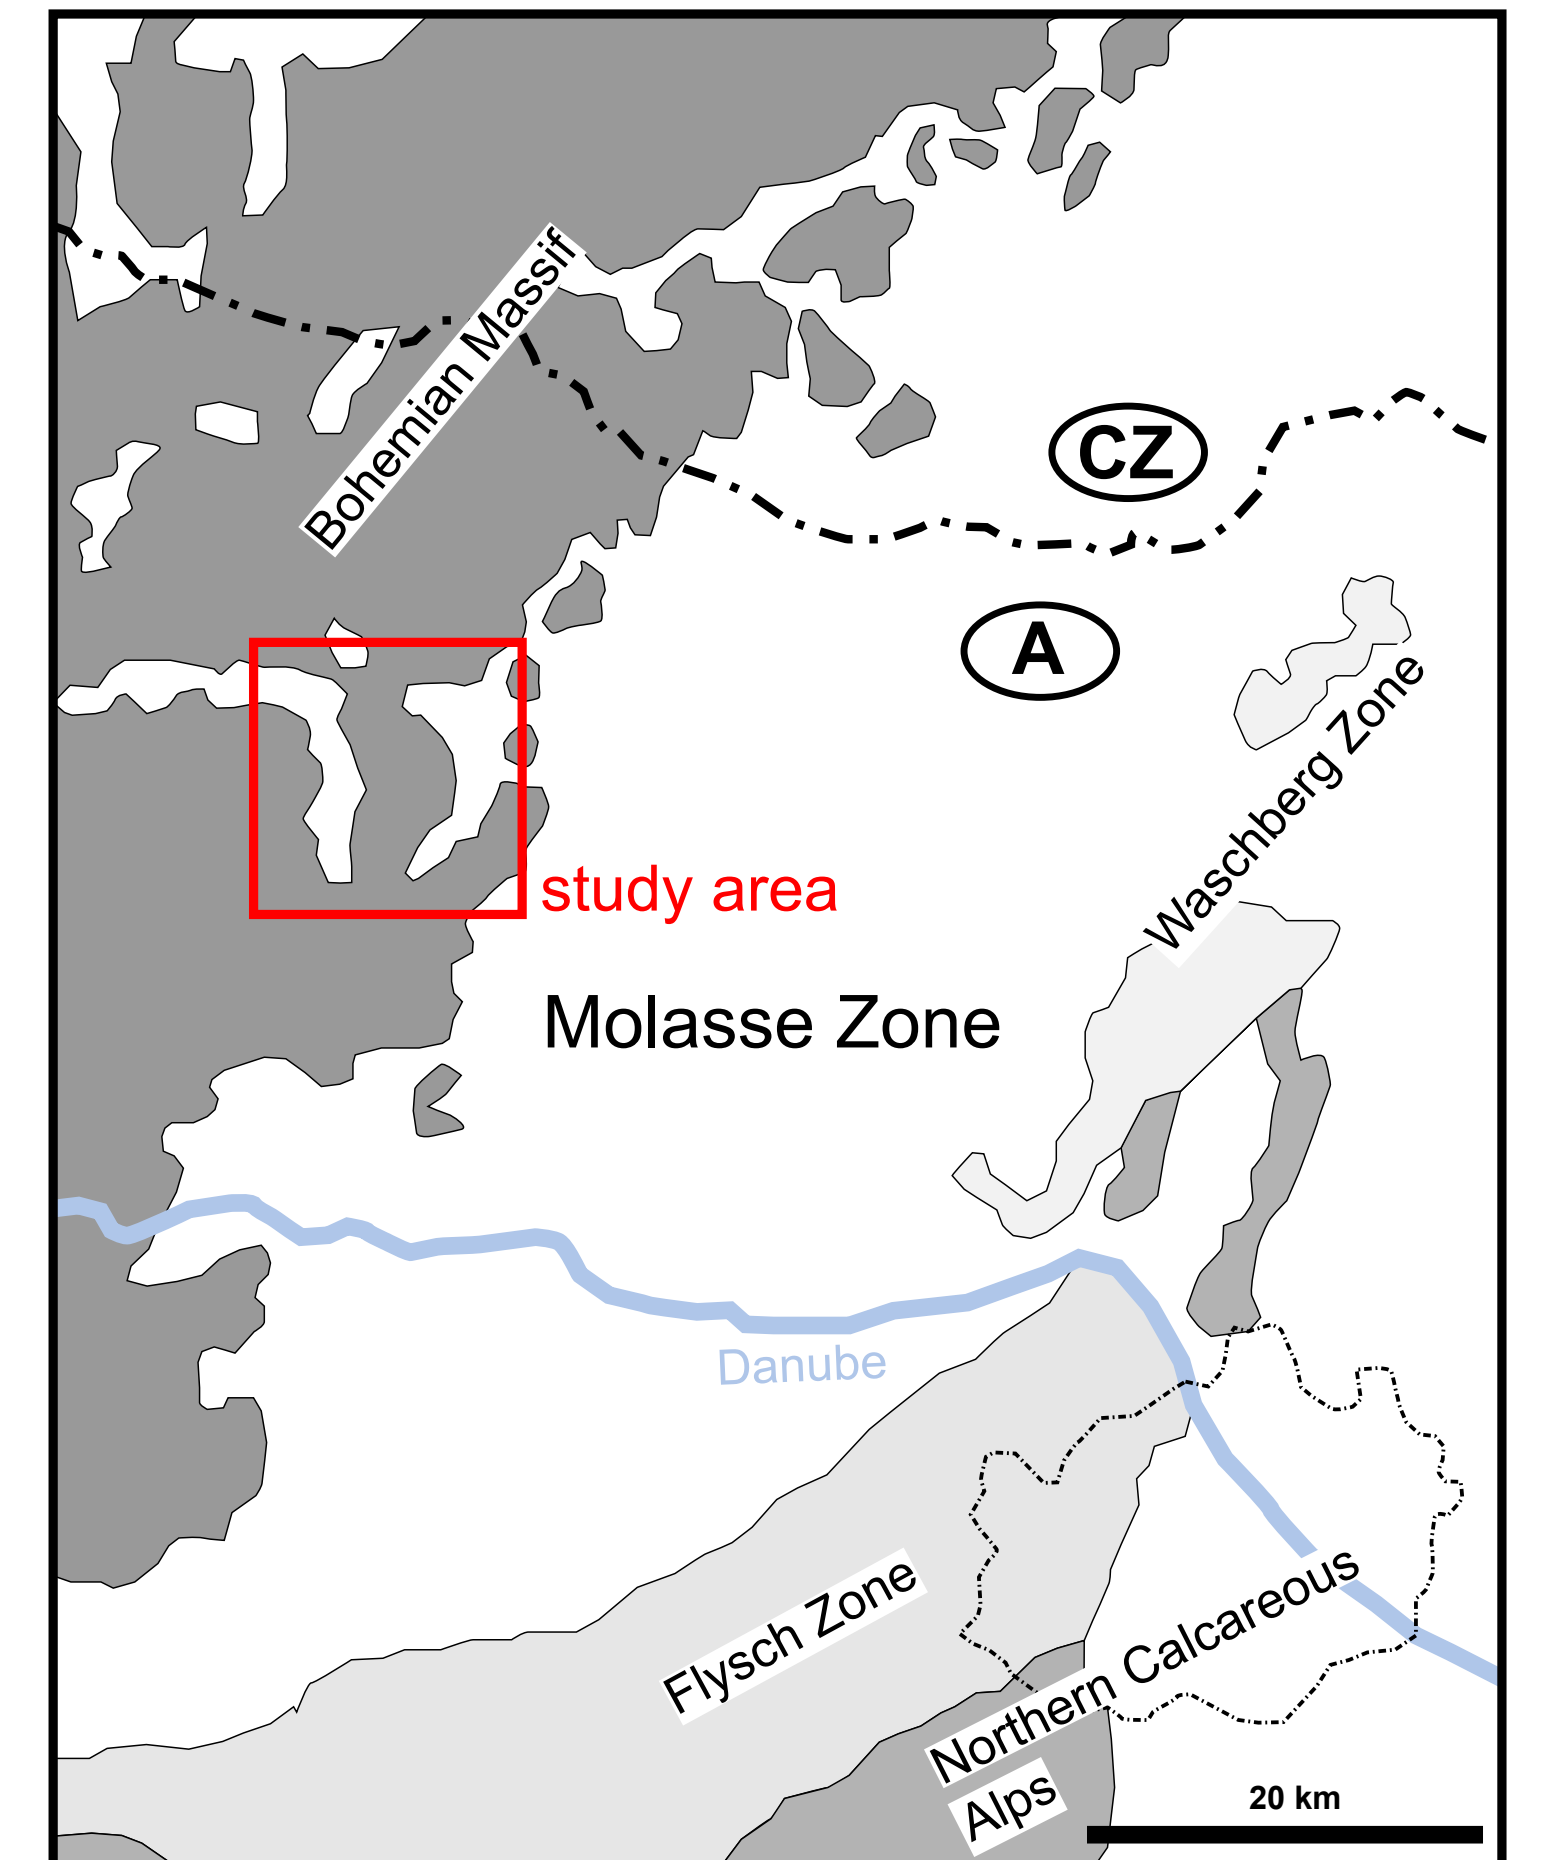 Bohemian Massif
CZ
A
Waschberg Zone
study area
Molasse Zone
Danube
Flysch Zone
Northern Calcareous
Alps
20 km